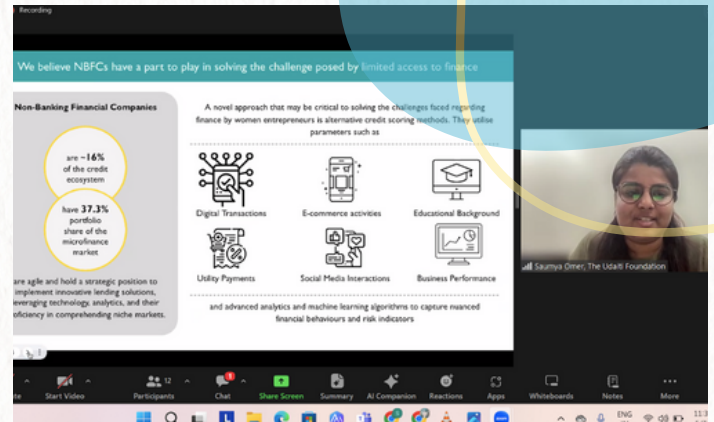 Recording
We believe NBFCs have a part to play in solving the challenge posed by limited access to finance
Non-Banking Financial Companies
are ~16%
of the credit
ecosystem
have 37.3%
portfolio
share of the
microfinance
market
are agile and hold a strategic position to
implement innovative lending solutions,
leveraging technology, analytics, and their
in comprehending niche markets.
A novel approach that may be critical to solving the challenges faced regarding
finance by women entrepreneurs is alternative credit scoring methods. They utilise
parameters such as
Digital Transactions
E-commerce activities
Educational Background
Utility Payments
Social Media Interactions
Business Performance
and advanced analytics and machine learning algorithms to capture nuanced
financial behaviours and risk indicators
Saumya Omer, The Udaiti Foundation
Start Video
Participants
12
Chat
Share Screen
Summary
AI Companion
Reactions
Apps
Whiteboards
Notes
More
ENG